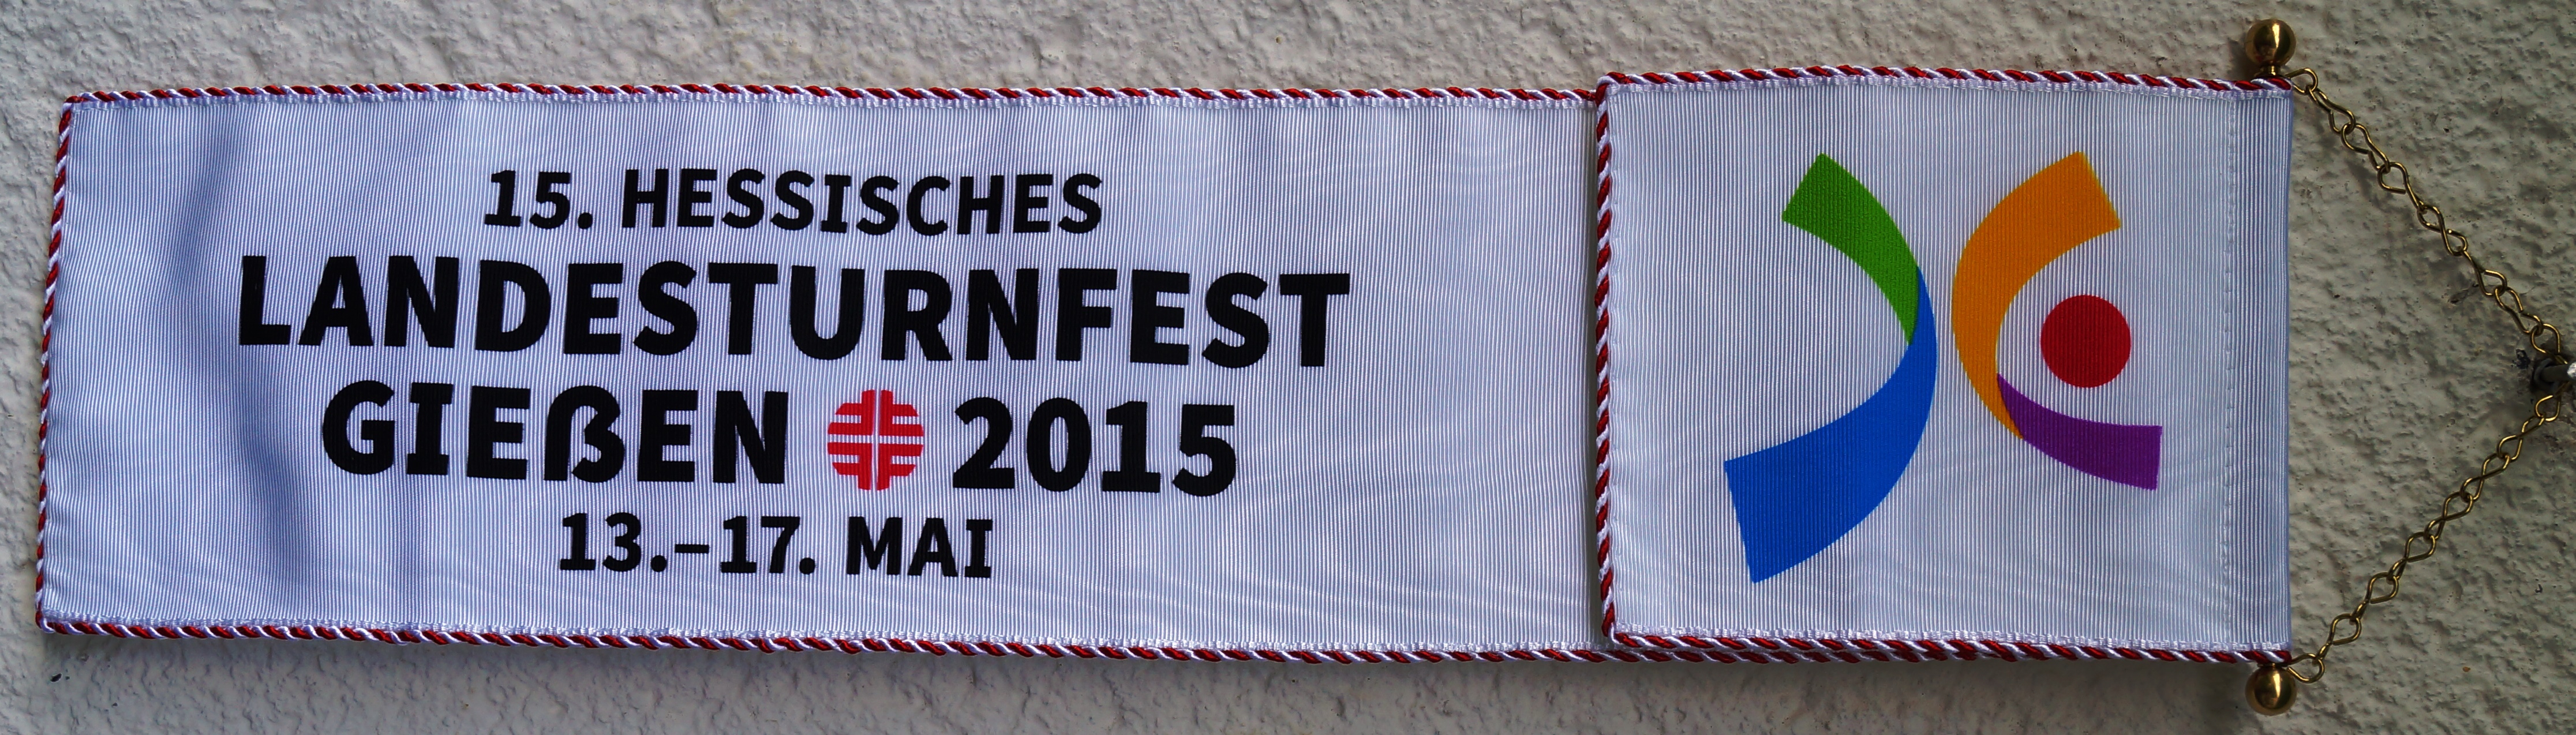 15. HESSISCHES
LANDESTURNFEST
GIEßEN 2015
13.–17. MAI